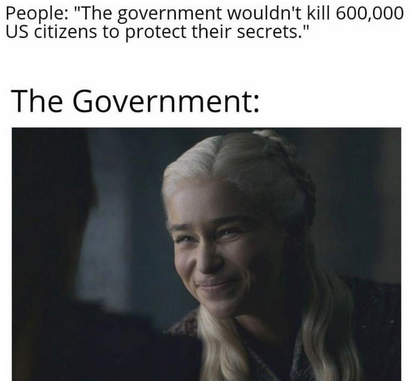 People: "The government wouldn't kill 600,000
US citizens to protect their secrets."
The Government: